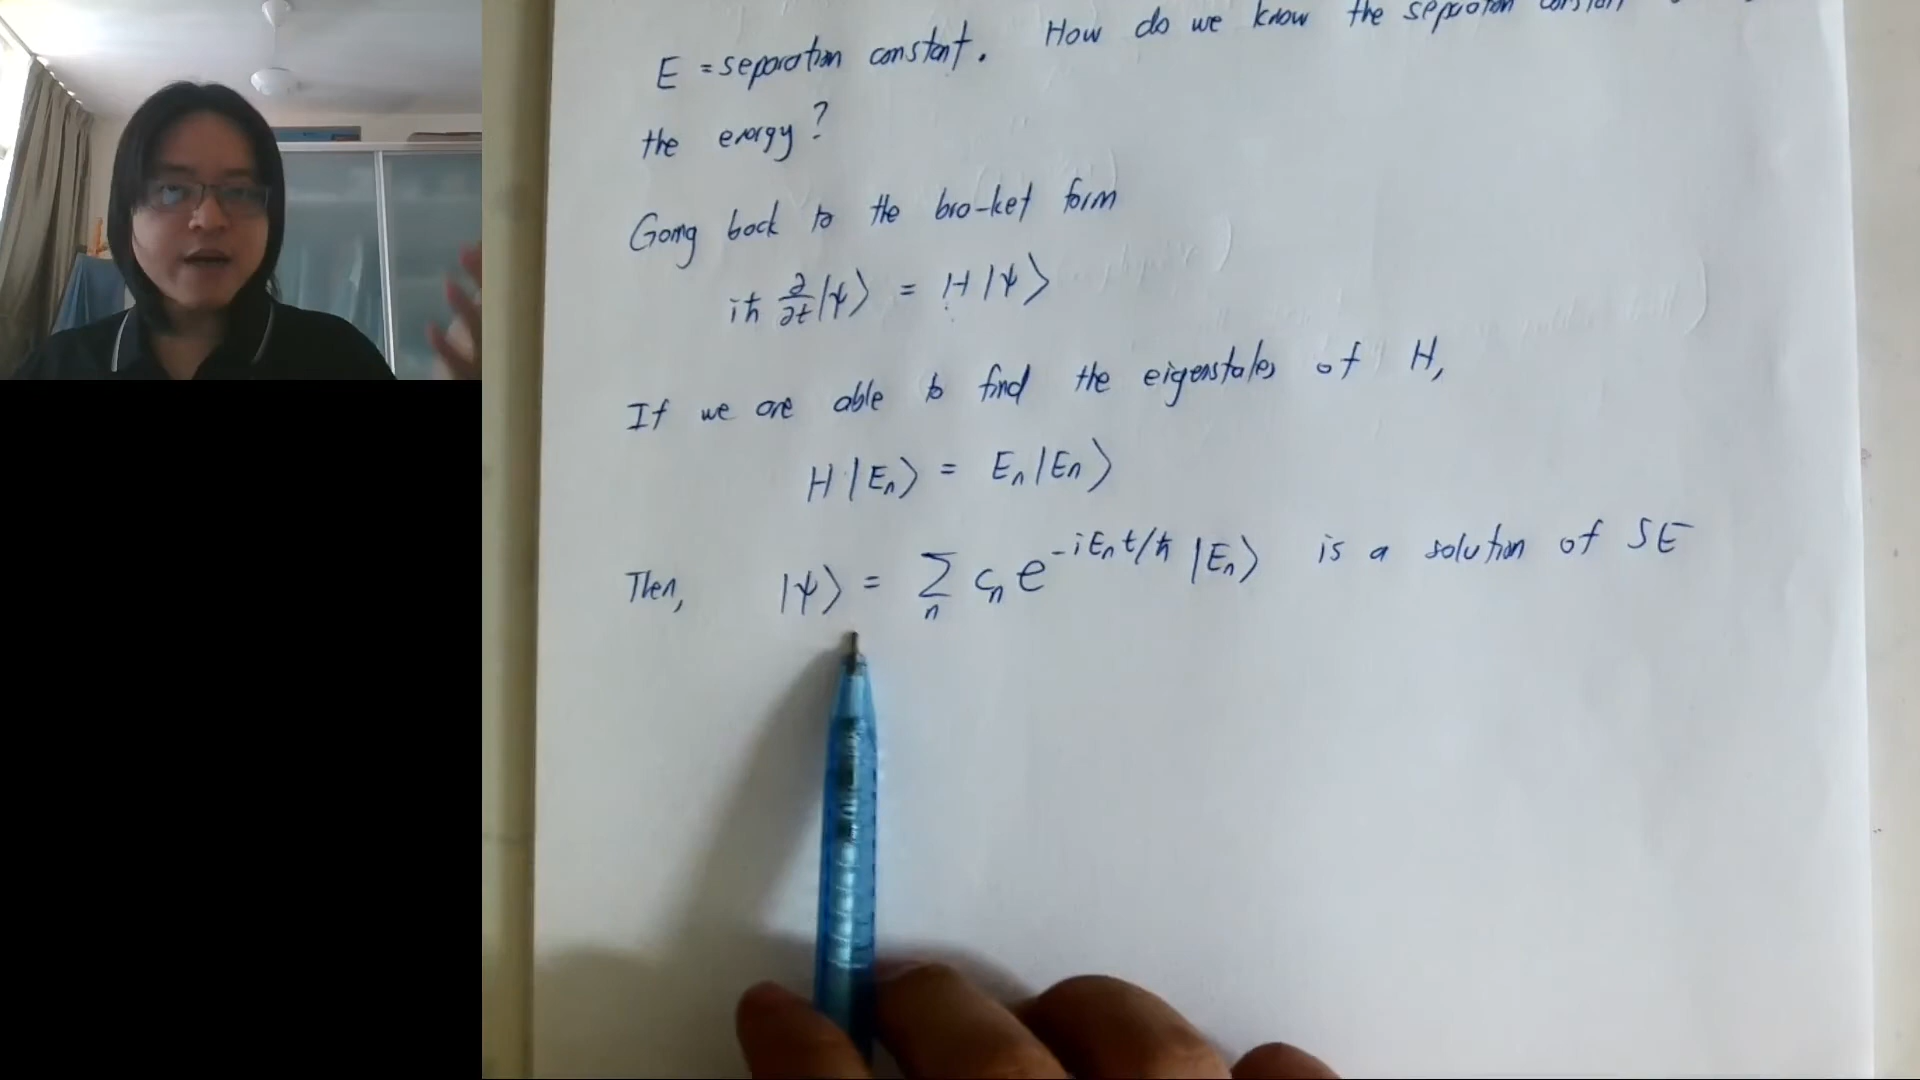 E = separation constant. How do we know the separation constant
the energy?
Going back to the bra-ket form
iħ ∂/∂t |ψ⟩ = H |ψ⟩
If we are able to find the eigenstates of H,
H |Eₙ⟩ = Eₙ |Eₙ⟩
Then, |ψ⟩ = ∑ₙ cₙ e^{-iEₙt/ħ} |Eₙ⟩ is a solution of SE